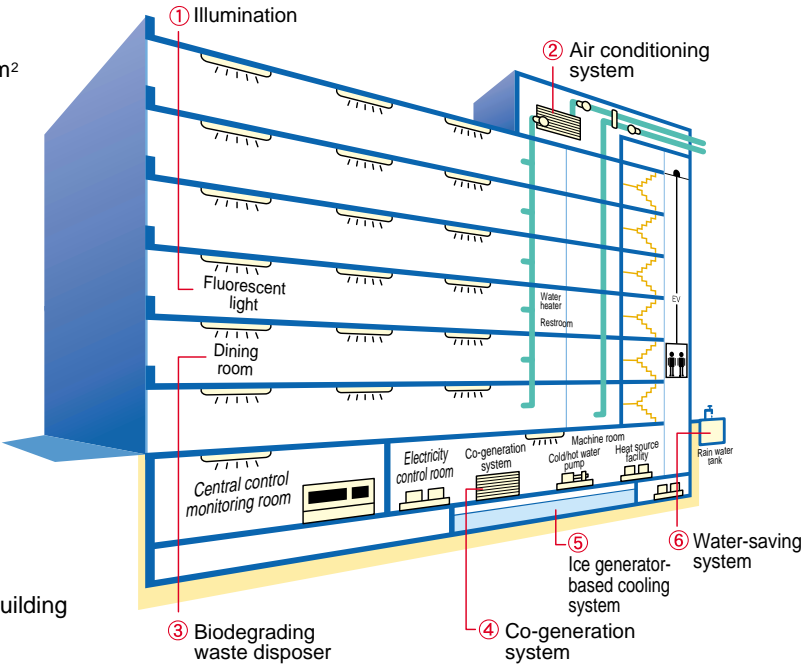 ① Illumination
m²
② Air conditioning
system
Fluorescent
light
Water
heater
Restroom
EV
Dining
room
Central control
monitoring room
Electricity
control room
Co-generation
system
Machine room
Cold/hot water
pump
Heat source
facility
Rain water
tank
⑥ Water-saving
system
⑤
Ice generator-
based cooling
system
④ Co-generation
system
uilding
③ Biodegrading
waste disposer